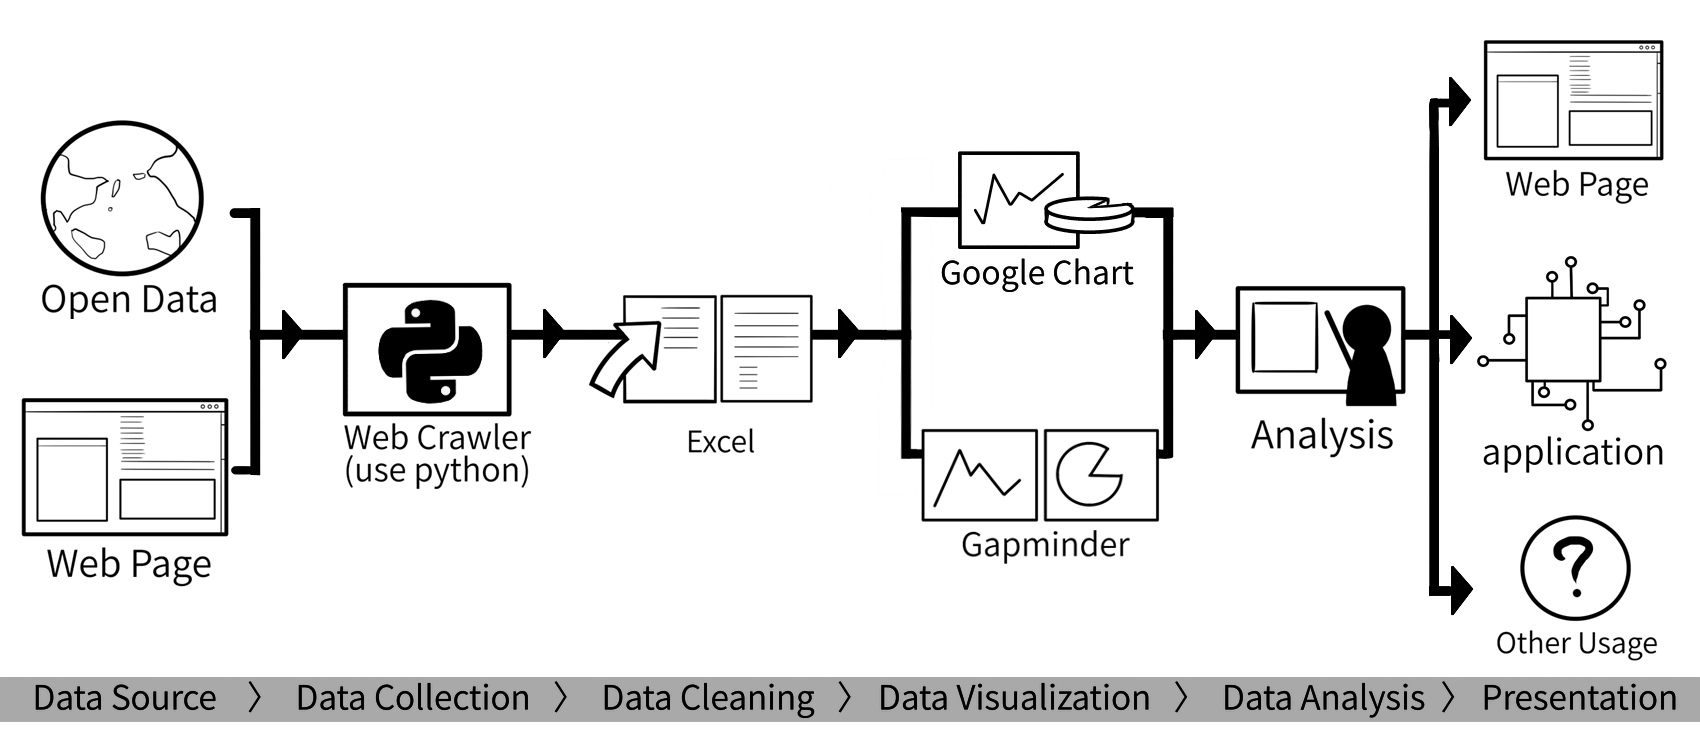 Open Data
Web Page
Web Crawler
(use python)
Excel
Google Chart
Gapminder
Analysis
Web Page
application
?
Other Usage
Data Source 〉 Data Collection 〉 Data Cleaning 〉 Data Visualization 〉 Data Analysis 〉 Presentation